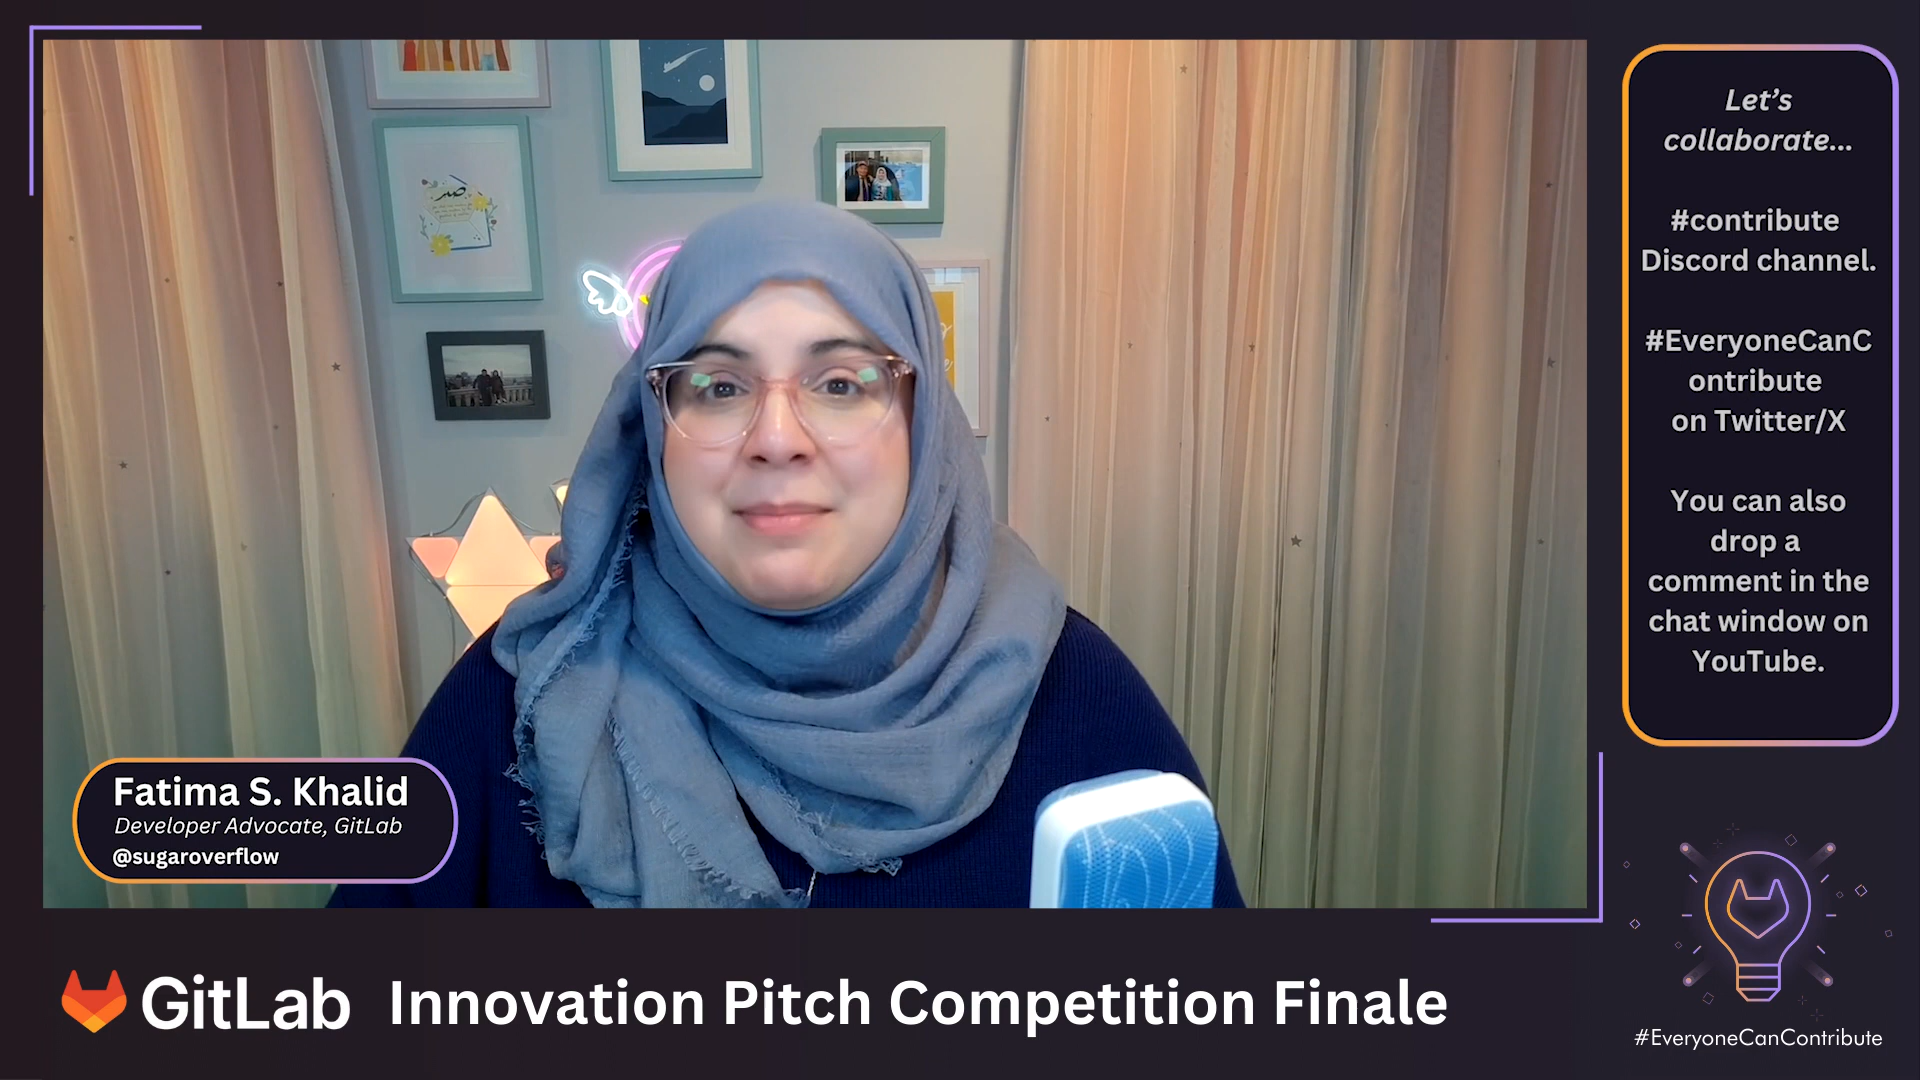 Let's
collaborate...
#contribute
Discord channel.
#EveryoneCanC
ontribute
on Twitter/X
You can also
drop a
comment in the
chat window on
YouTube.
صبر
Fatima S. Khalid
Developer Advocate, GitLab
@sugaroverflow
GitLab Innovation Pitch Competition Finale
#EveryoneCanContribute